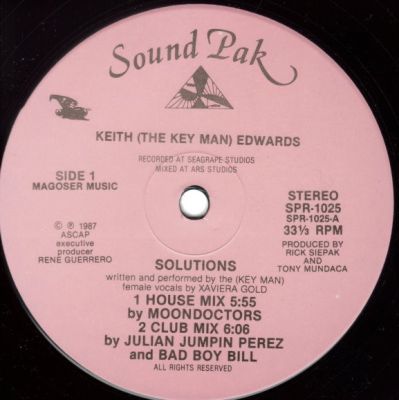 Sound Pak
KEITH (THE KEY MAN) EDWARDS
RECORDED AT SEAGRAPE STUDIOS
MIXED AT ARS STUDIOS
SIDE 1
MAGOSER MUSIC
© ℗ 1987
ASCAP
executive
producer
RENÉ GUERRERO
STEREO
SPR-1025
SPR-1025-A
33⅓ RPM
PRODUCED BY
RICK SIEPAK
and
TONY MUNDACA
SOLUTIONS
written and performed by the (KEY MAN)
female vocals by XAVIERA GOLD
1 HOUSE MIX 5:55
by MOONDOCTORS
2 CLUB MIX 6:06
by JULIAN JUMPIN PEREZ
and BAD BOY BILL
ALL RIGHTS RESERVED